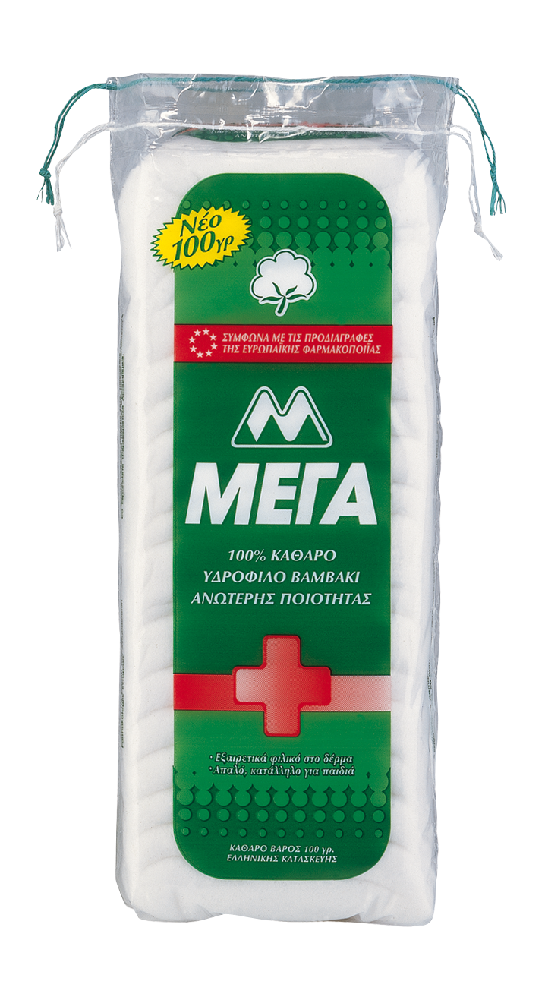 Νέο
100γρ
ΣΥΜΦΩΝΑ ΜΕ ΤΙΣ ΠΡΟΔΙΑΓΡΑΦΕΣ
ΤΗΣ ΕΥΡΩΠΑΪΚΗΣ ΦΑΡΜΑΚΟΠΟΙΪΑΣ
ΜΕΓΑ
100% ΚΑΘΑΡΟ
ΥΔΡΟΦΙΛΟ ΒΑΜΒΑΚΙ
ΑΝΩΤΕΡΗΣ ΠΟΙΟΤΗΤΑΣ
• Εξαιρετικά φιλικό στο δέρμα
• Απαλό, κατάλληλο για παιδιά
ΚΑΘΑΡΟ ΒΑΡΟΣ 100 γρ.
ΕΛΛΗΝΙΚΗΣ ΚΑΤΑΣΚΕΥΗΣ